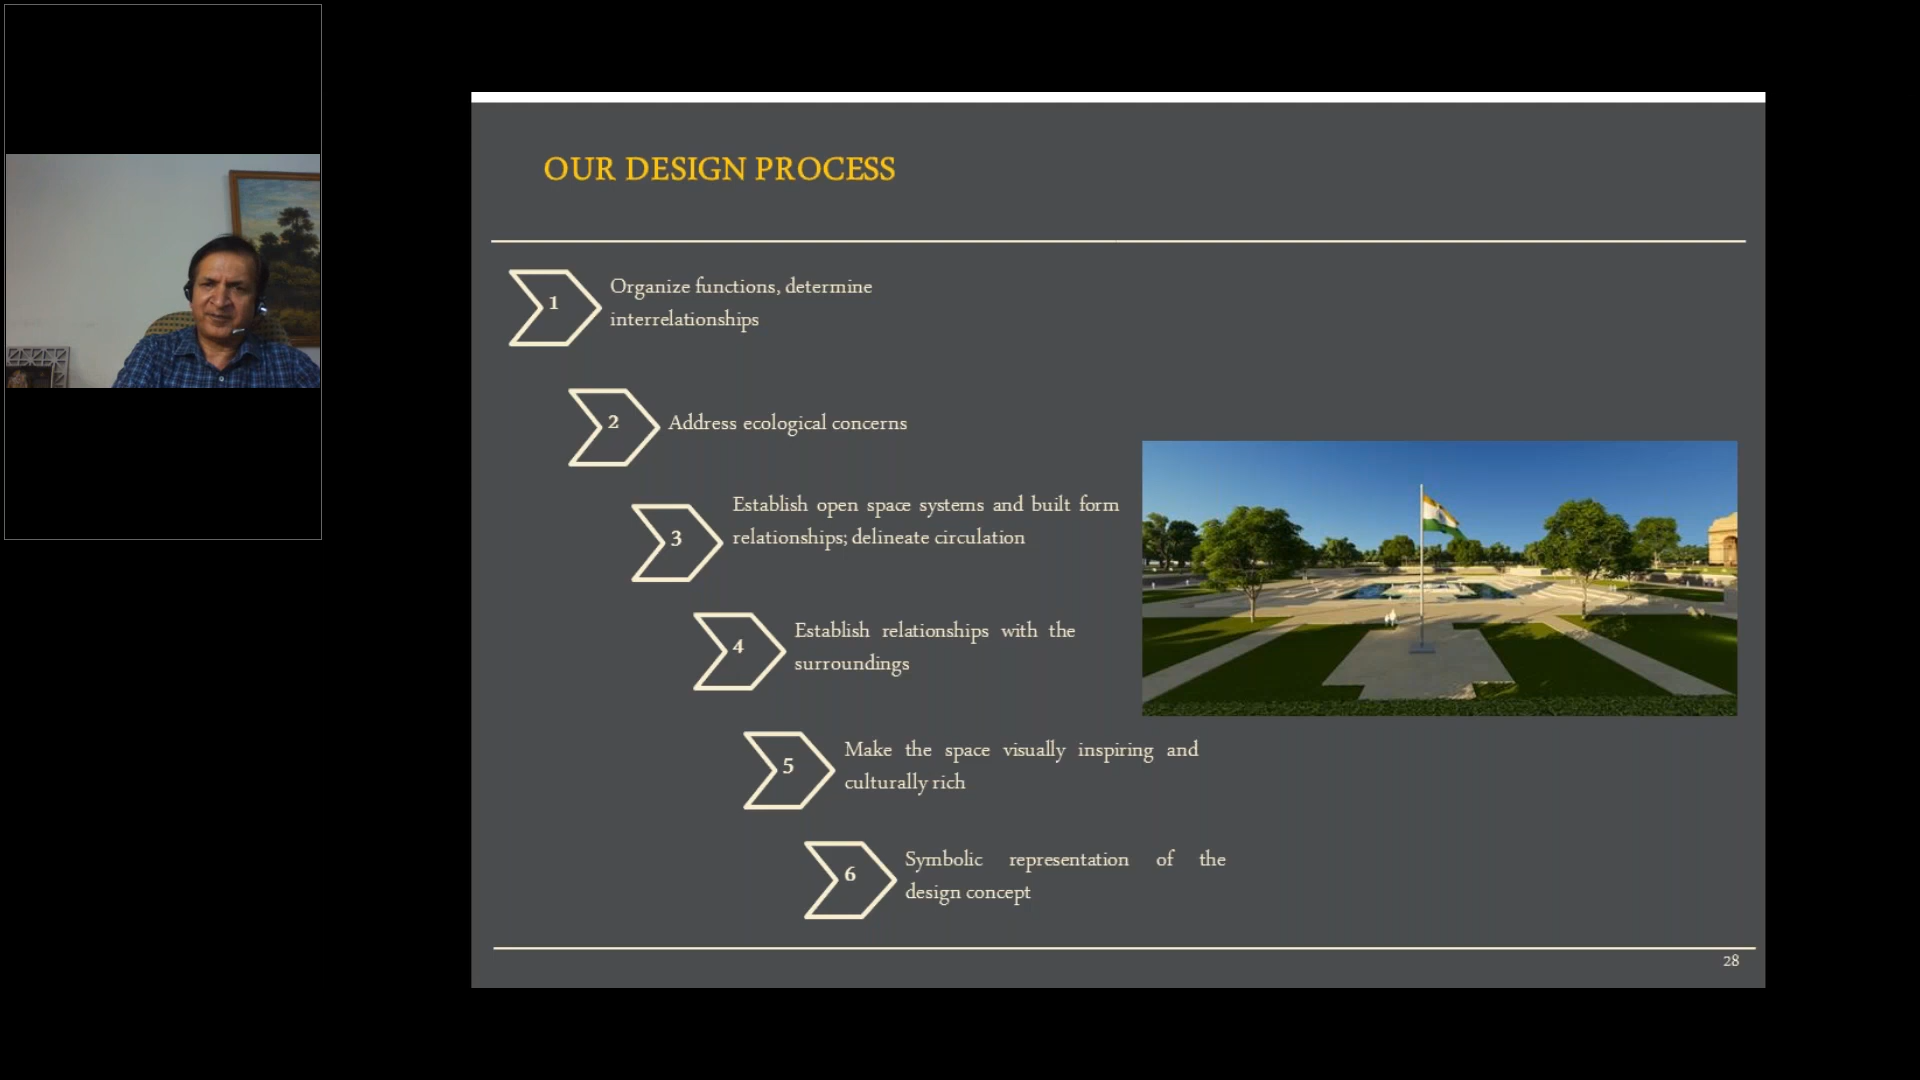 OUR DESIGN PROCESS
1
Organize functions, determine
interrelationships
2
Address ecological concerns
3
Establish open space systems and built form
relationships; delineate circulation
4
Establish relationships with the
surroundings
5
Make the space visually inspiring and
culturally rich
6
Symbolic representation of the
design concept
28